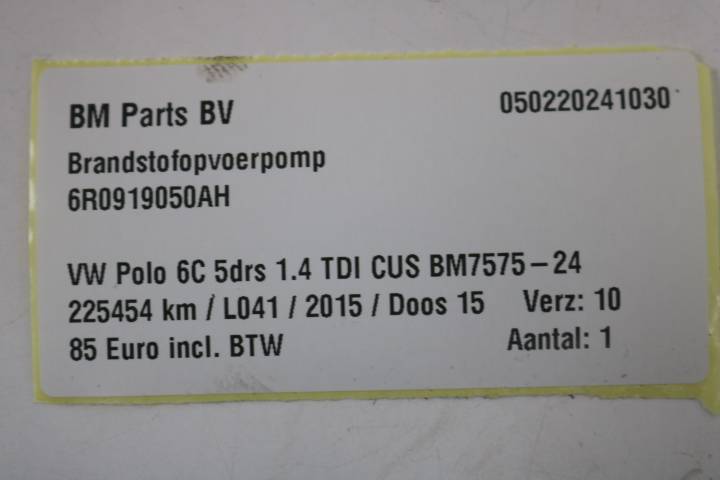 BM Parts BV 050220241030
Brandstofopvoerpomp
6R0919050AH
VW Polo 6C 5drs 1.4 TDI CUS BM7575-24
225454 km / L041 / 2015 / Doos 15 Verz: 10
85 Euro incl. BTW Aantal: 1